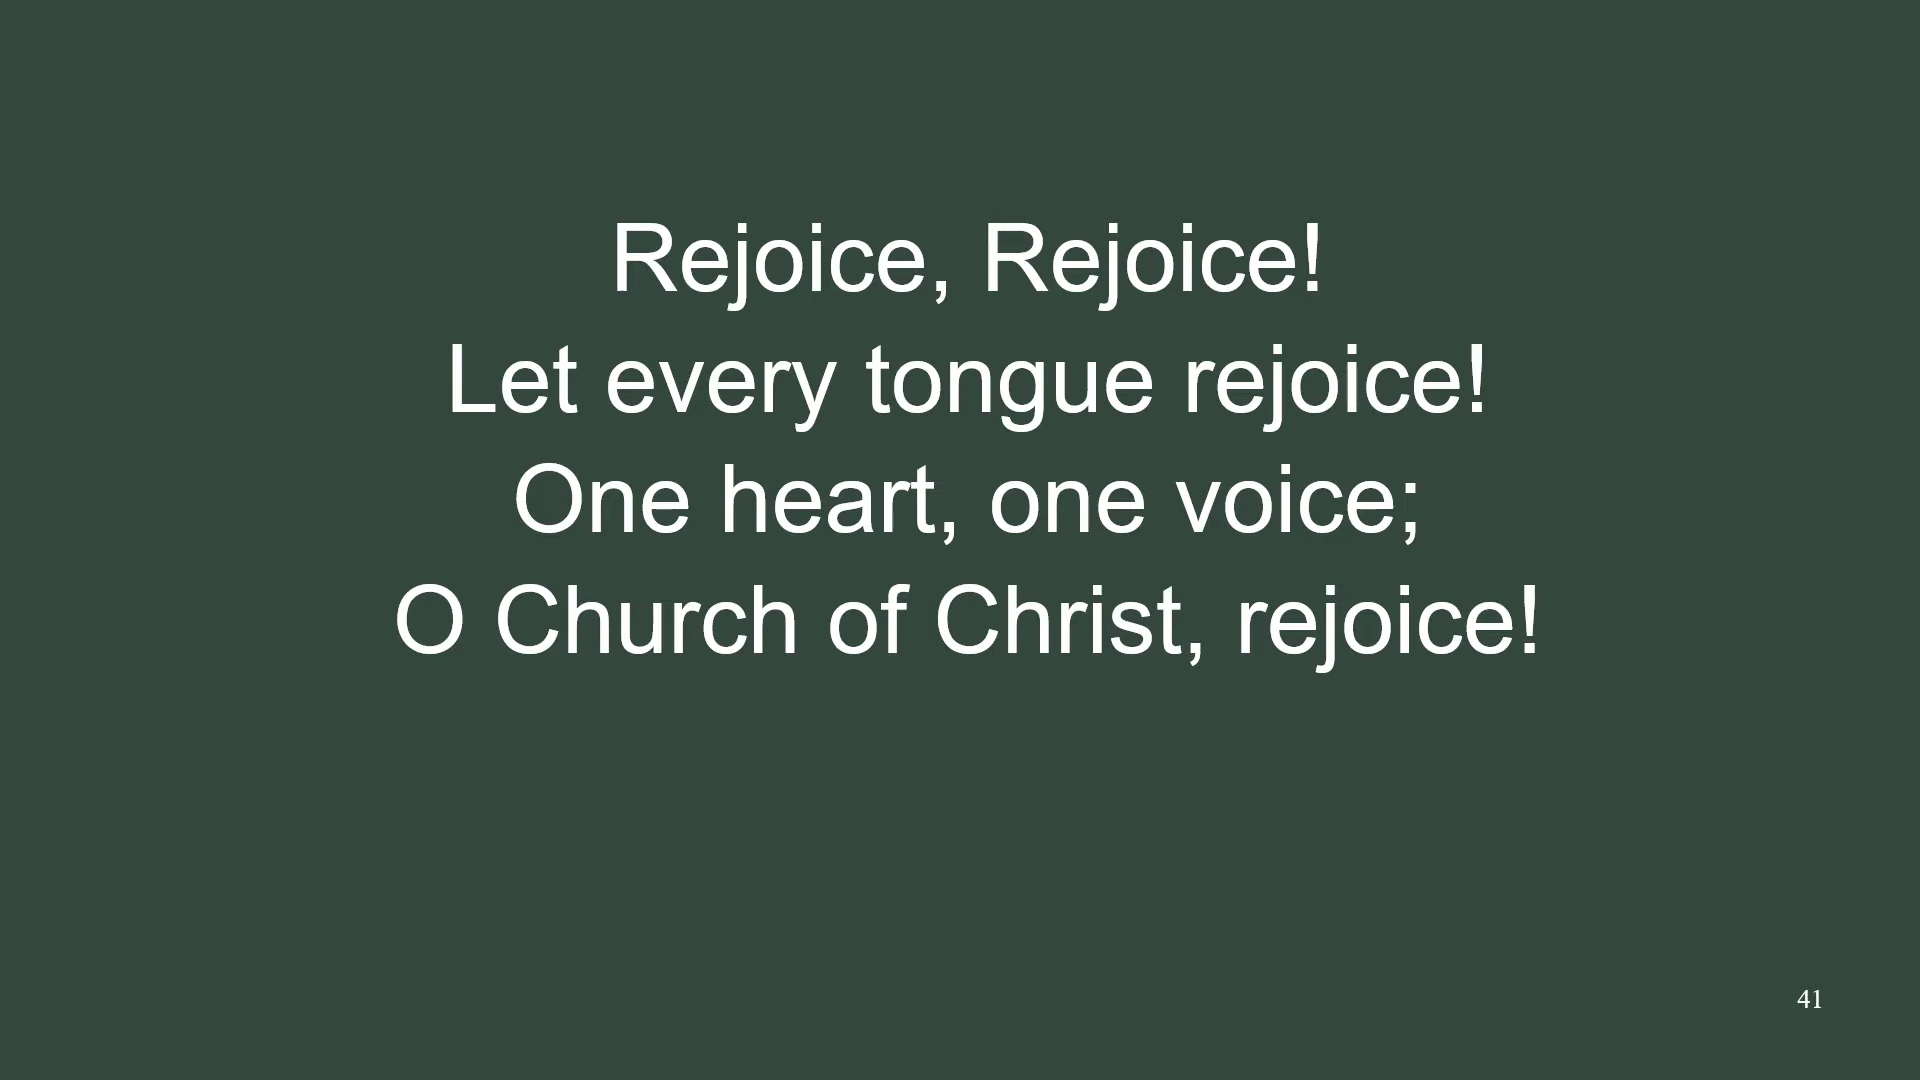 Rejoice, Rejoice!
Let every tongue rejoice!
One heart, one voice;
O Church of Christ, rejoice!
41